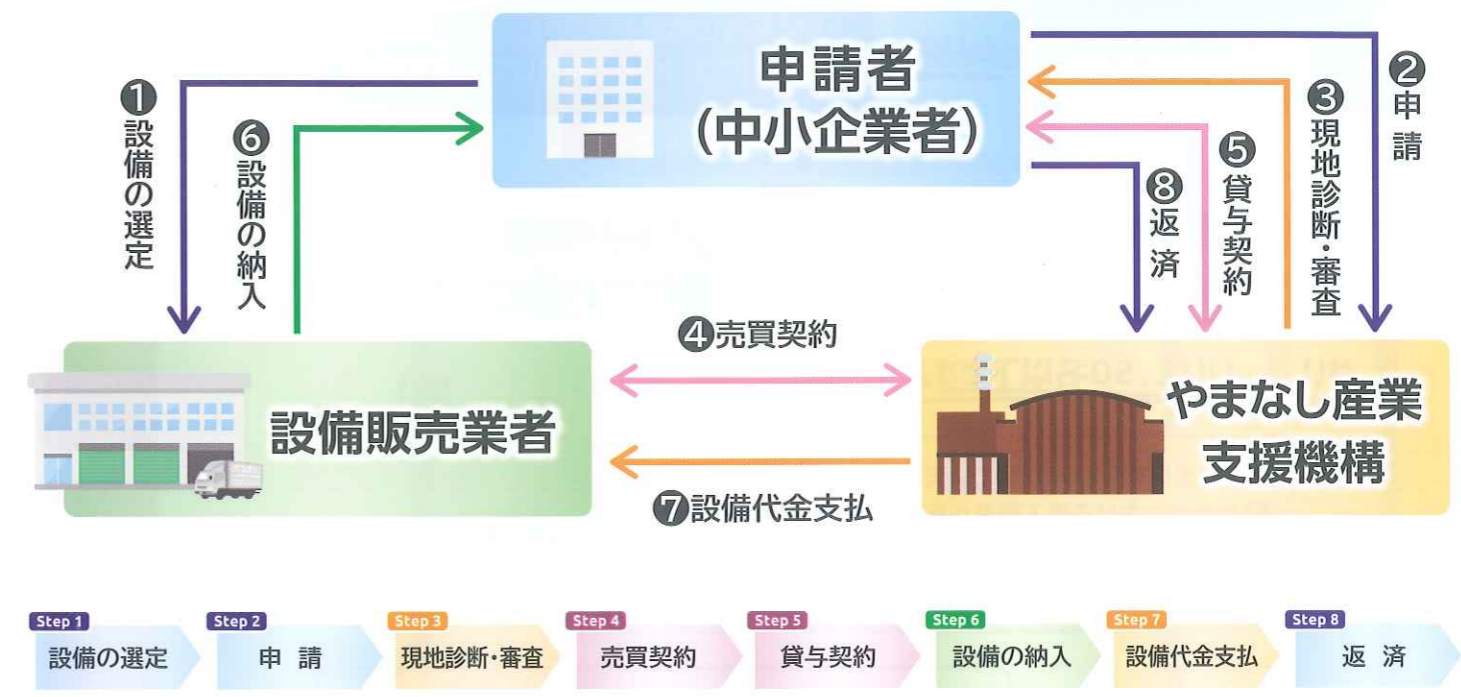 申請者
(中小企業者)
❶設備の選定
❻設備の納入
❷申請
❸現地診断・審査
❺貸与契約
❽返済
❹売買契約
設備販売業者
やまなし産業
支援機構
❼設備代金支払
Step 1
設備の選定
Step 2
申請
Step 3
現地診断・審査
Step 4
売買契約
Step 5
貸与契約
Step 6
設備の納入
Step 7
設備代金支払
Step 8
返済